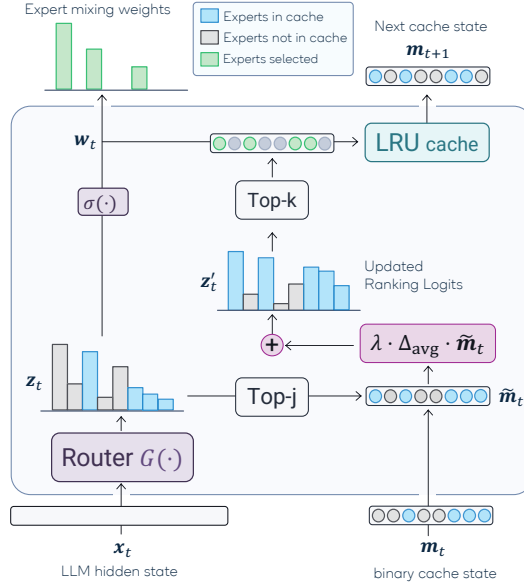 Expert mixing weights
Experts in cache
Experts not in cache
Experts selected
Next cache state
m_{t+1}
w_t
LRU cache
σ(·)
Top-k
z'_t
Updated
Ranking Logits
+
λ · Δ_avg · m̃_t
z_t
Top-j
m̃_t
Router G(·)
x_t
m_t
LLM hidden state
binary cache state